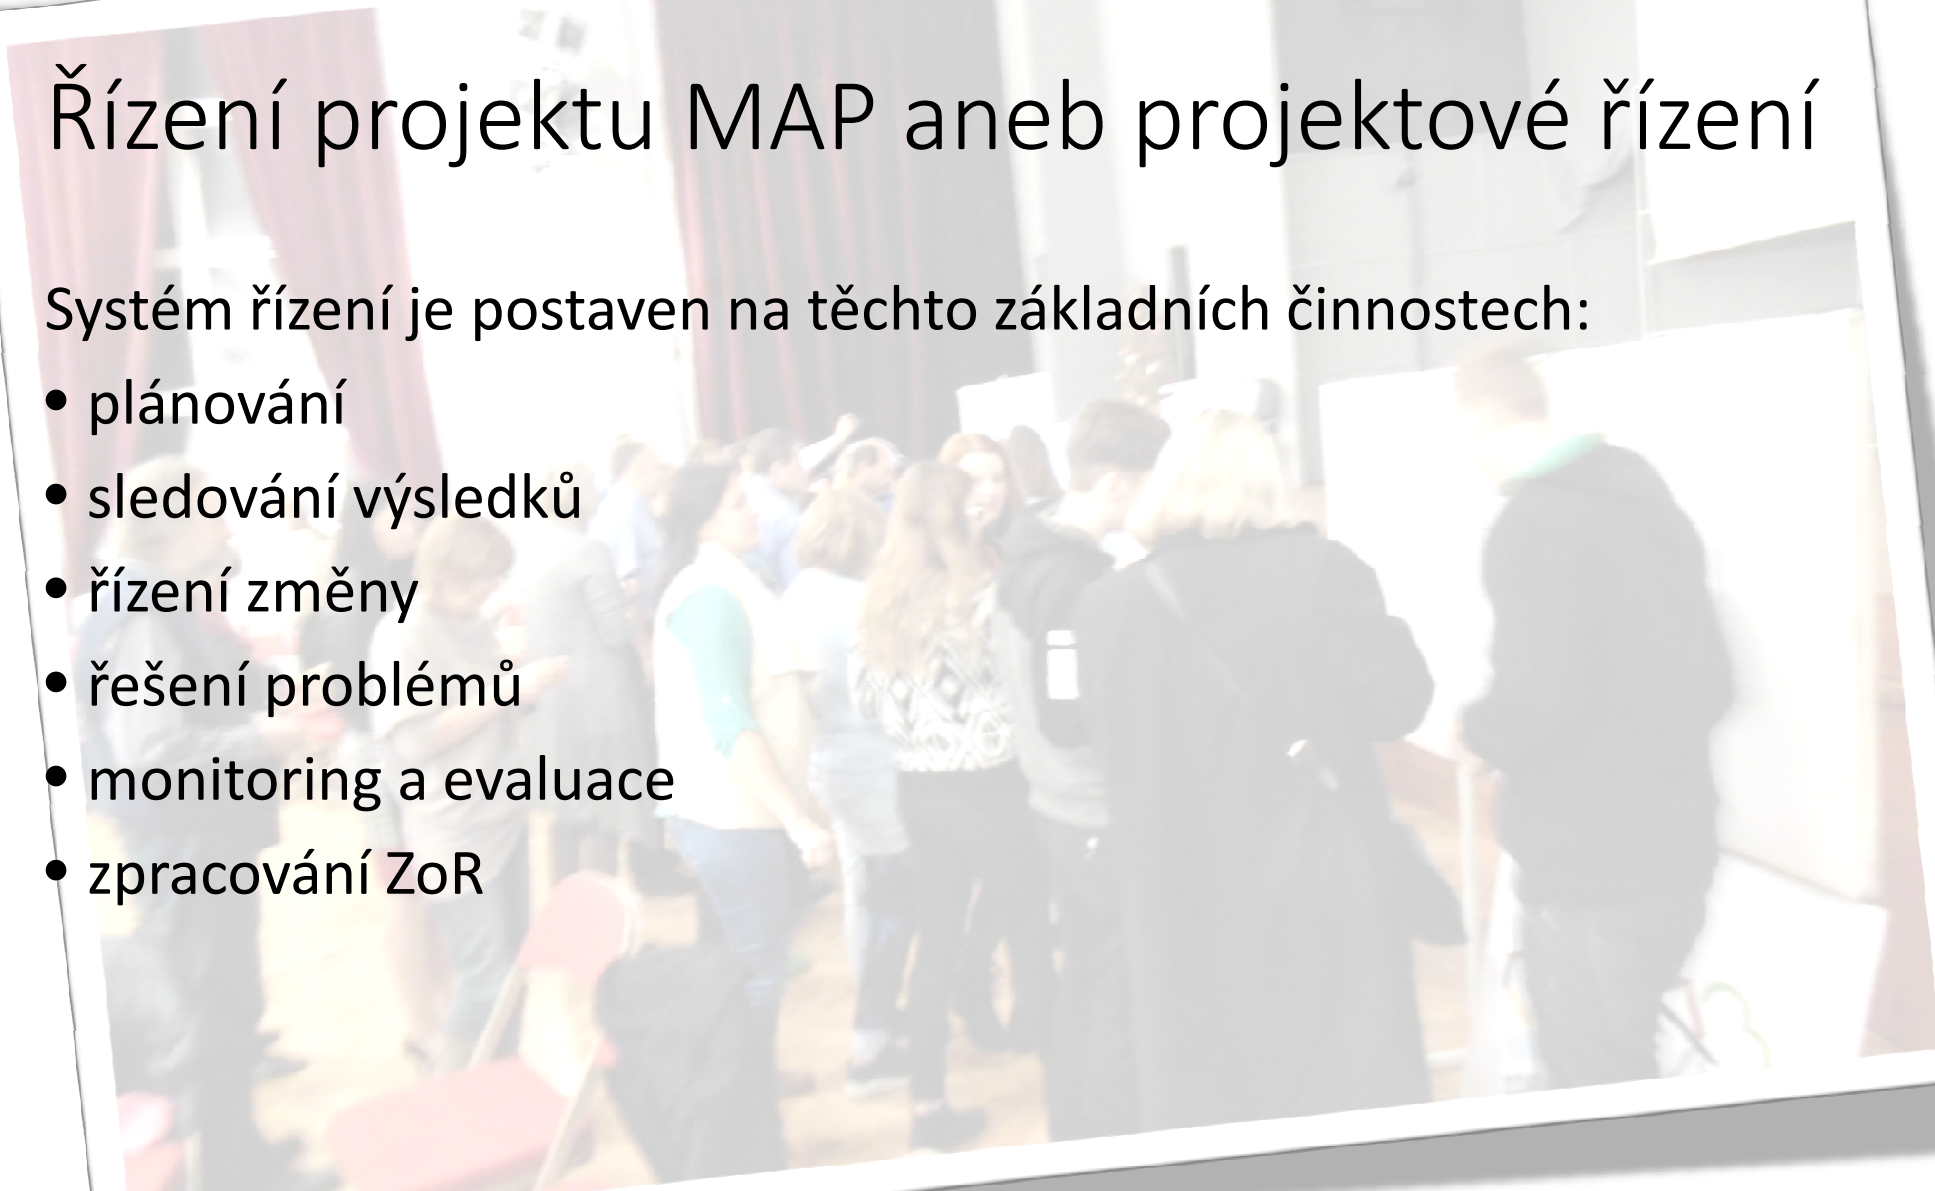 Řízení projektu MAP aneb projektové řízení
Systém řízení je postaven na těchto základních činnostech:
• plánování
• sledování výsledků
• řízení změny
• řešení problémů
• monitoring a evaluace
• zpracování ZoR